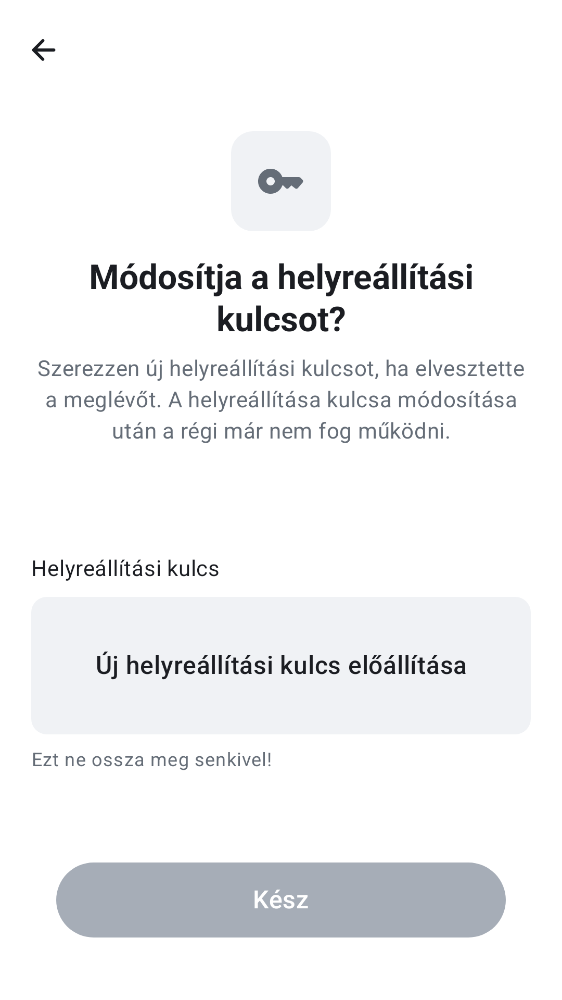 Módosítja a helyreállítási
kulcsot?
Szerezzen új helyreállítási kulcsot, ha elvesztette
a meglévőt. A helyreállítása kulcsa módosítása
után a régi már nem fog működni.
Helyreállítási kulcs
Új helyreállítási kulcs előállítása
Ezt ne ossza meg senkivel!
Kész